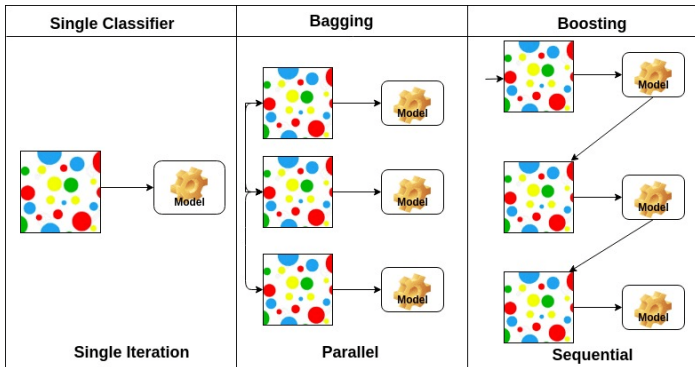 Single Classifier
Bagging
Boosting
Model
Model
Model
Model
Model
Model
Model
Single Iteration
Parallel
Sequential